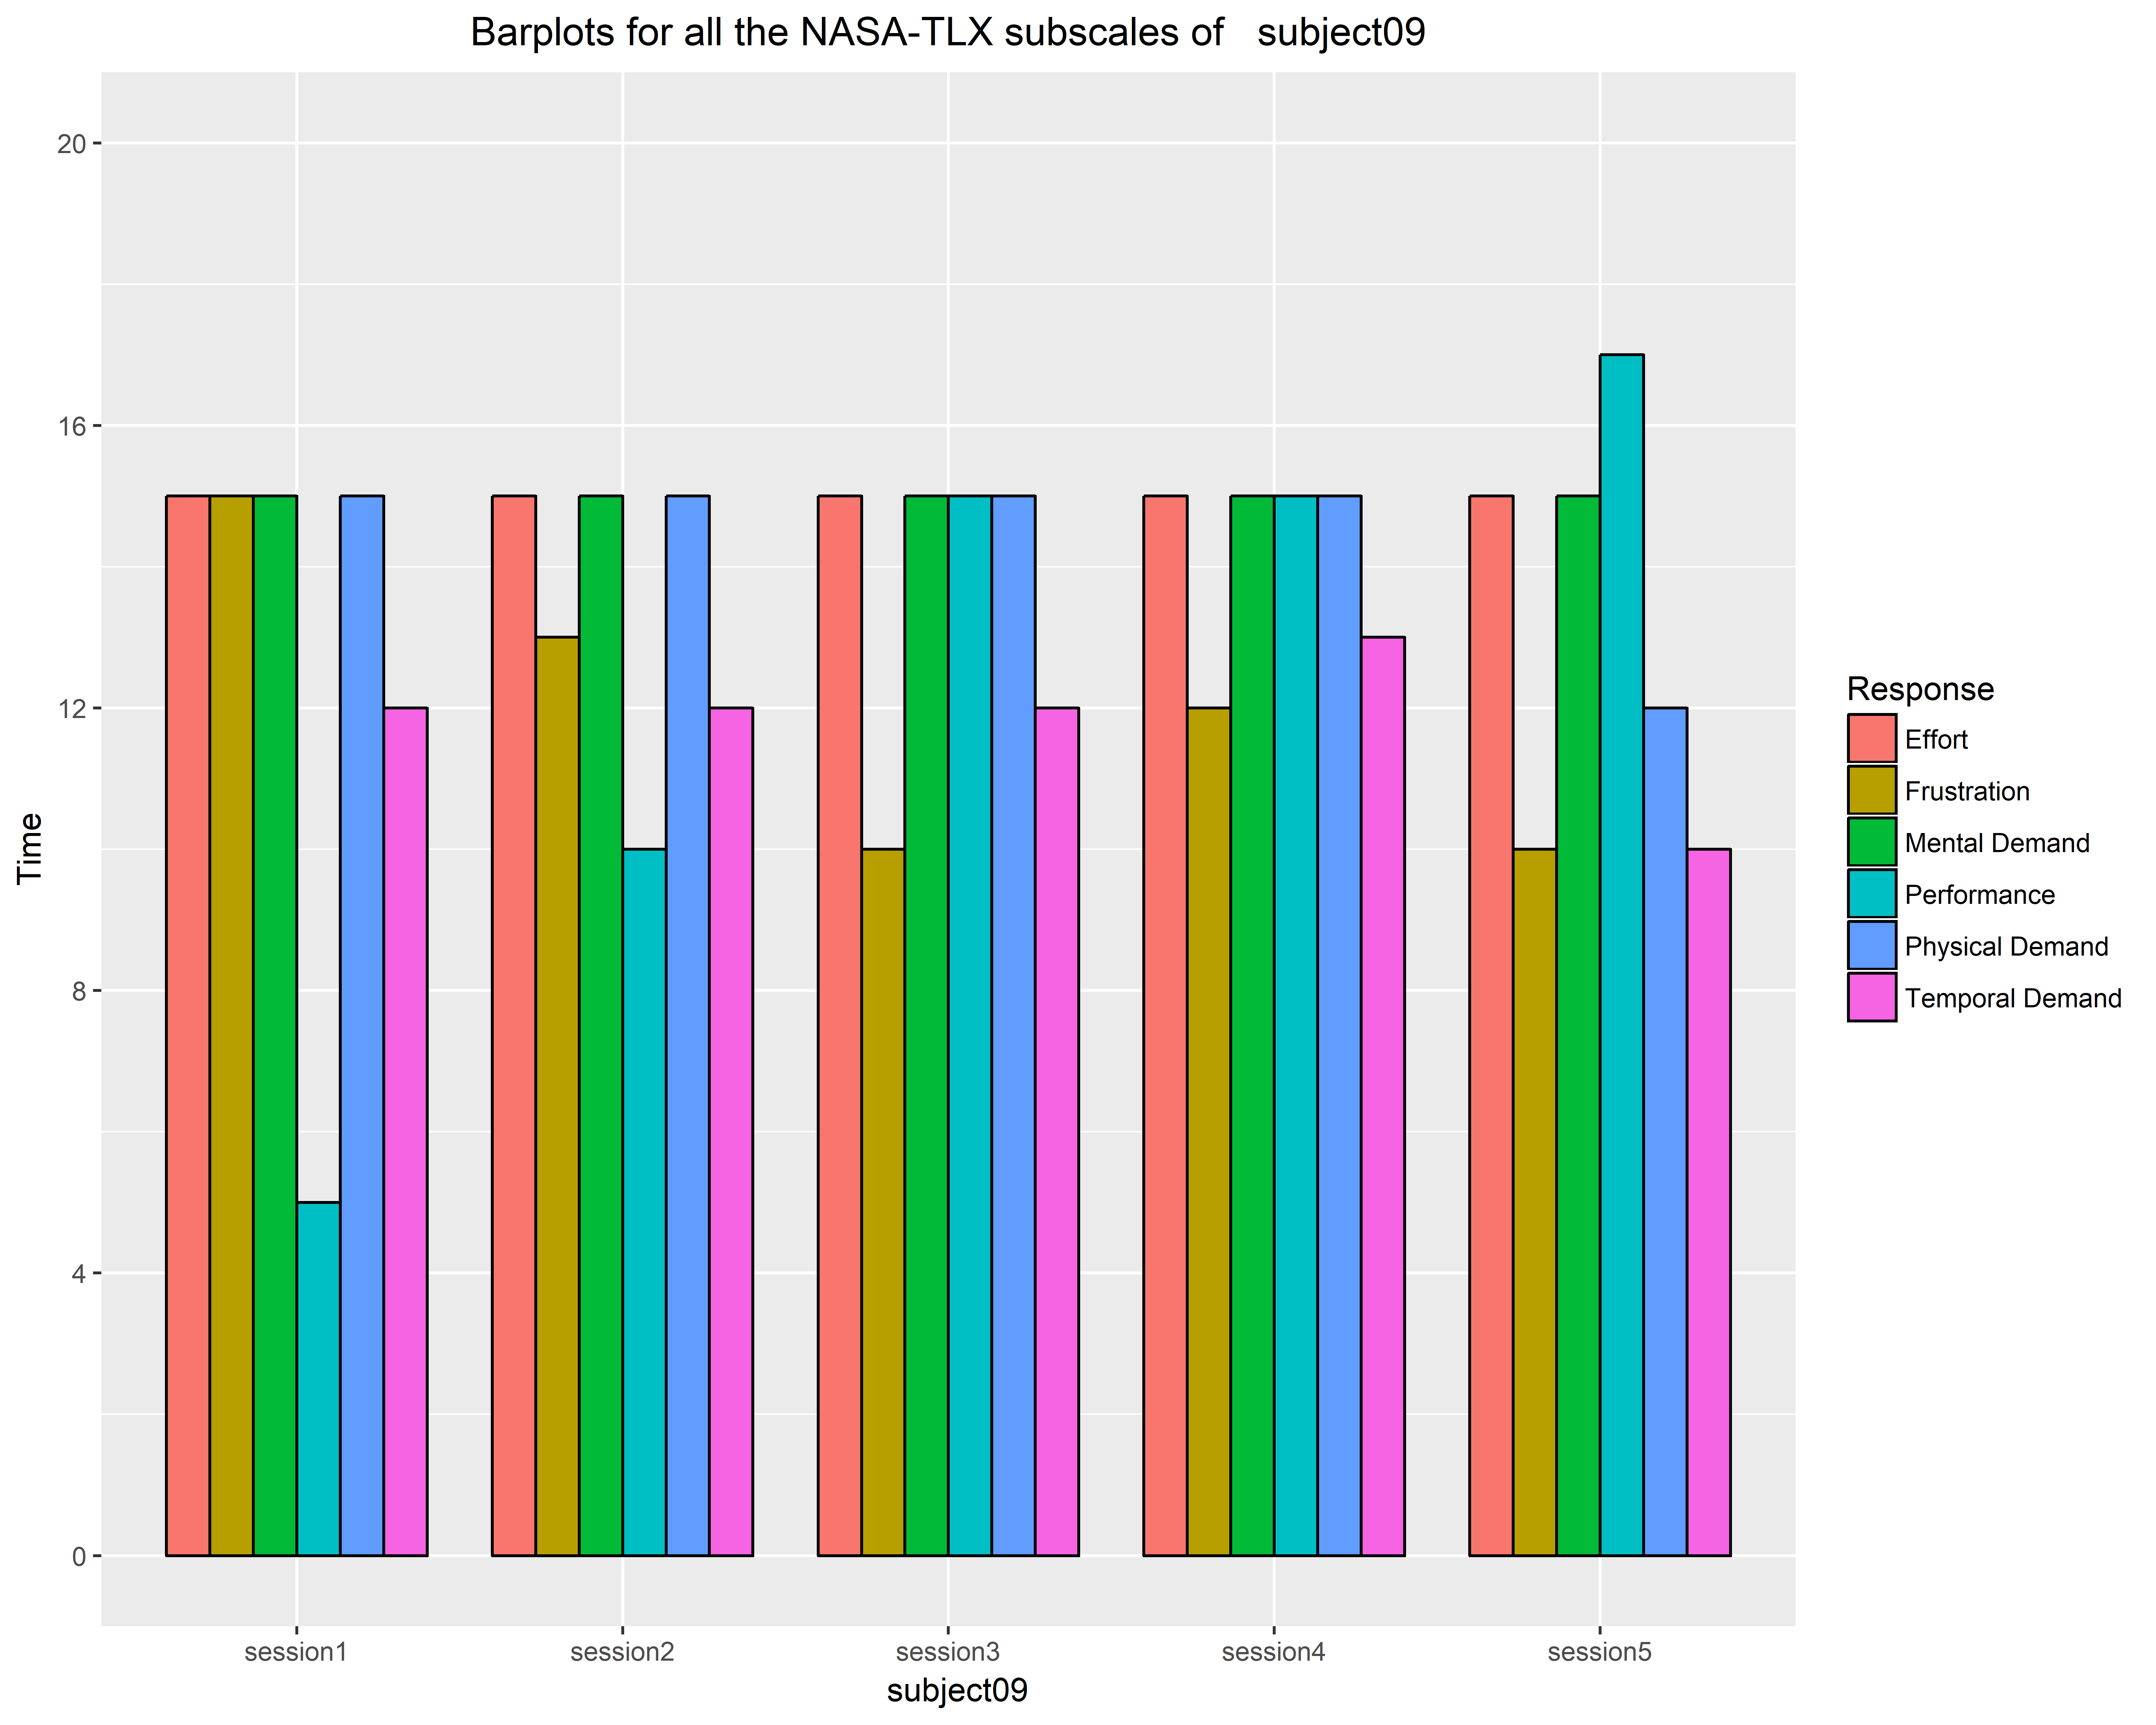 Barplots for all the NASA-TLX subscales of   subject09
20
16
12
8
4
0
Time
session1
session2
session3
session4
session5
subject09
Response
Effort
Frustration
Mental Demand
Performance
Physical Demand
Temporal Demand